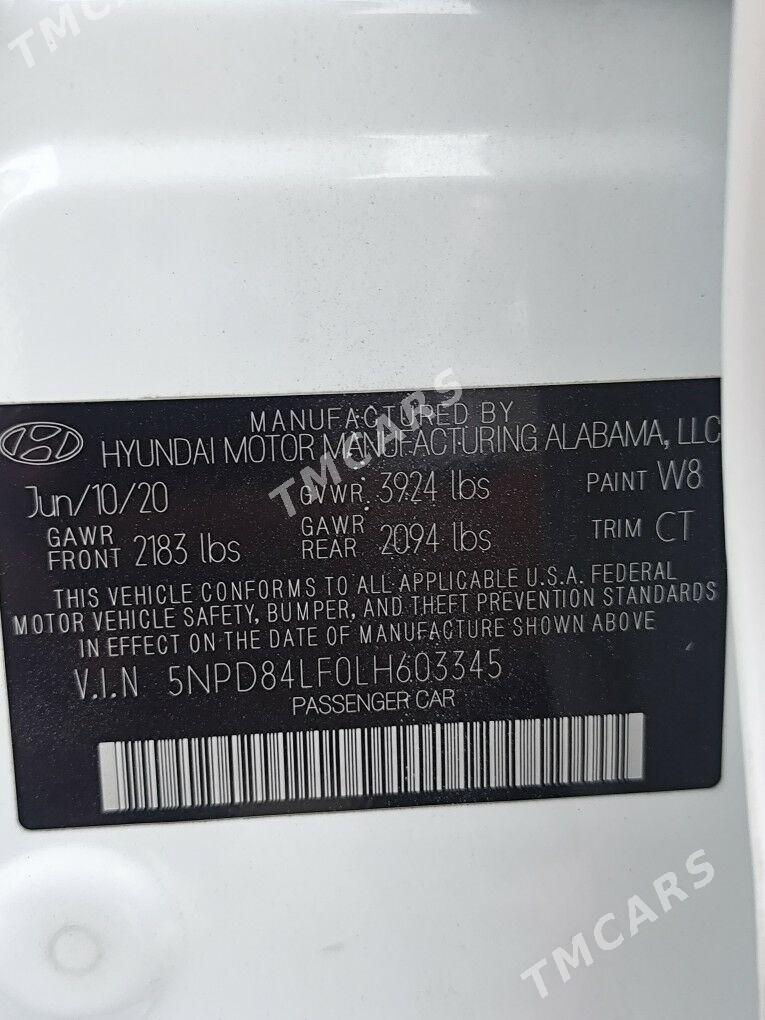 TMCARS
MANUFACTURED BY
HYUNDAI MOTOR MANUFACTURING ALABAMA, LLC
Jun/10/20
GVWR: 3924 lbs
PAINT W8
GAWR
FRONT 2183 lbs
GAWR
REAR : 2094 lbs
TRIM CT
THIS VEHICLE CONFORMS TO ALL APPLICABLE U.S.A. FEDERAL
MOTOR VEHICLE SAFETY, BUMPER, AND THEFT PREVENTION STANDARDS
IN EFFECT ON THE DATE OF MANUFACTURE SHOWN ABOVE
V.I.N 5NPD84LF0LH603345
PASSENGER CAR
TMCARS
TMCARS